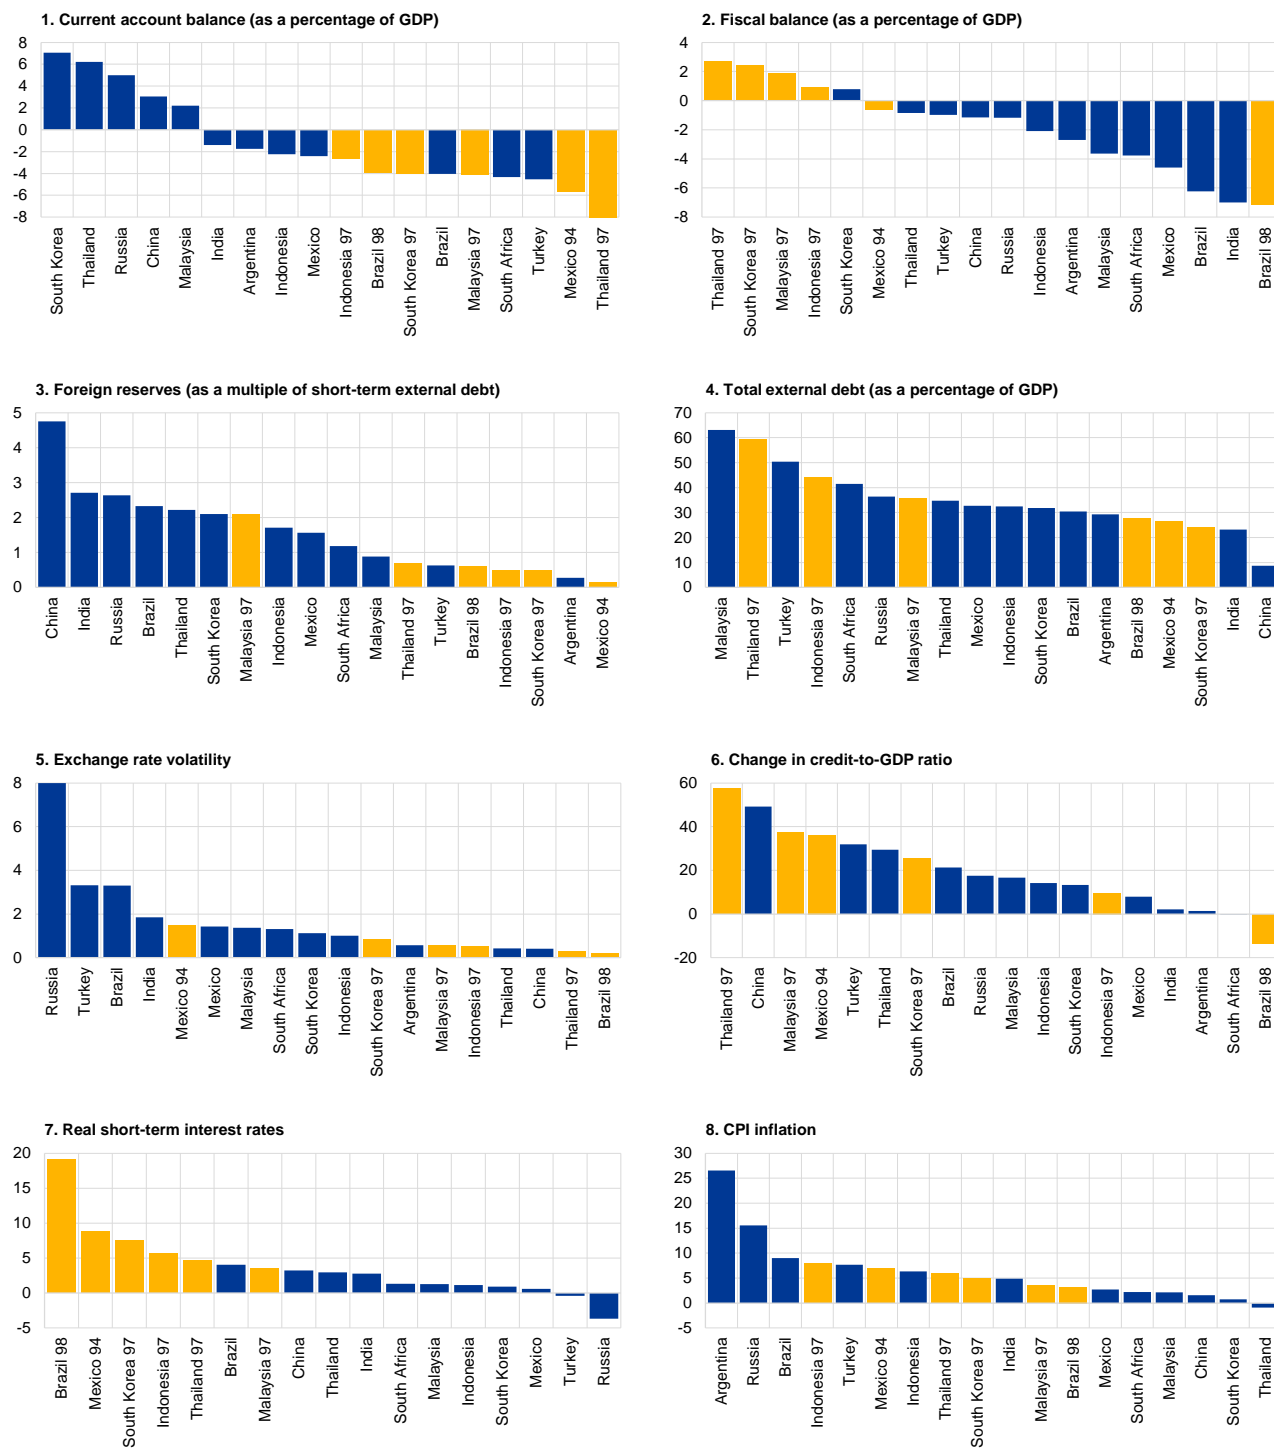 1. Current account balance (as a percentage of GDP)
8
6
4
2
0
-2
-4
-6
-8
South Korea
Thailand
Russia
China
Malaysia
India
Argentina
Indonesia
Mexico
Indonesia 97
Brazil 98
South Korea 97
Brazil
Malaysia 97
South Africa
Turkey
Mexico 94
Thailand 97
2. Fiscal balance (as a percentage of GDP)
4
2
0
-2
-4
-6
-8
Thailand 97
South Korea 97
Malaysia 97
Indonesia 97
South Korea
Mexico 94
Thailand
Turkey
China
Russia
Indonesia
Argentina
Malaysia
South Africa
Mexico
Brazil
India
Brazil 98
3. Foreign reserves (as a multiple of short-term external debt)
5
4
3
2
1
0
China
India
Russia
Brazil
Thailand
South Korea
Malaysia 97
Indonesia
Mexico
South Africa
Malaysia
Thailand 97
Turkey
Brazil 98
Indonesia 97
South Korea 97
Argentina
Mexico 94
4. Total external debt (as a percentage of GDP)
70
60
50
40
30
20
10
0
Malaysia
Thailand 97
Turkey
Indonesia 97
South Africa
Russia
Malaysia 97
Thailand
Mexico
Indonesia
South Korea
Brazil
Argentina
Brazil 98
Mexico 94
South Korea 97
India
China
5. Exchange rate volatility
8
6
4
2
0
Russia
Turkey
Brazil
India
Mexico 94
Mexico
Malaysia
South Africa
South Korea
Indonesia
South Korea 97
Argentina
Malaysia 97
Indonesia 97
Thailand
China
Thailand 97
Brazil 98
6. Change in credit-to-GDP ratio
60
40
20
0
-20
Thailand 97
China
Malaysia 97
Mexico 94
Turkey
Thailand
South Korea 97
Brazil
Russia
Malaysia
Indonesia
South Korea
Indonesia 97
Mexico
India
Argentina
South Africa
Brazil 98
7. Real short-term interest rates
20
15
10
5
0
-5
Brazil 98
Mexico 94
South Korea 97
Indonesia 97
Thailand 97
Brazil
Malaysia 97
China
Thailand
India
South Africa
Malaysia
Indonesia
South Korea
Mexico
Turkey
Russia
8. CPI inflation
30
25
20
15
10
5
0
-5
Argentina
Russia
Brazil
Indonesia 97
Turkey
Mexico 94
Indonesia
Thailand 97
South Korea 97
India
Malaysia 97
Brazil 98
Mexico
South Africa
Malaysia
China
South Korea
Thailand